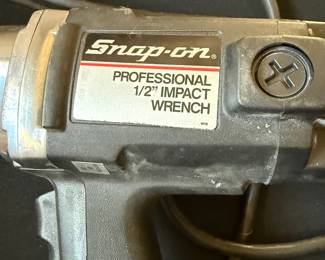 Snap-on®
PROFESSIONAL
1/2" IMPACT
WRENCH